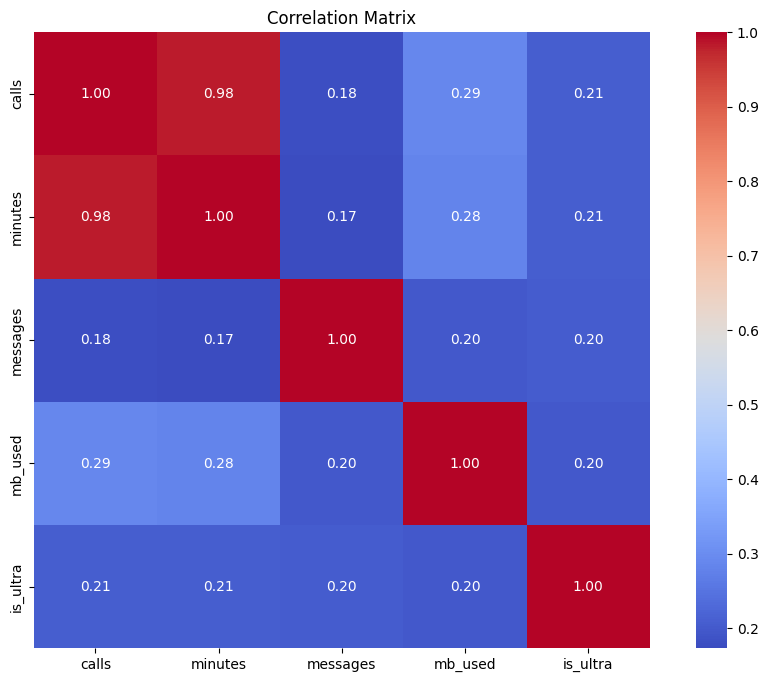 Correlation Matrix
calls 1.00 0.98 0.18 0.29 0.21
minutes 0.98 1.00 0.17 0.28 0.21
messages 0.18 0.17 1.00 0.20 0.20
mb_used 0.29 0.28 0.20 1.00 0.20
is_ultra 0.21 0.21 0.20 0.20 1.00
calls minutes messages mb_used is_ultra
1.0
0.9
0.8
0.7
0.6
0.5
0.4
0.3
0.2